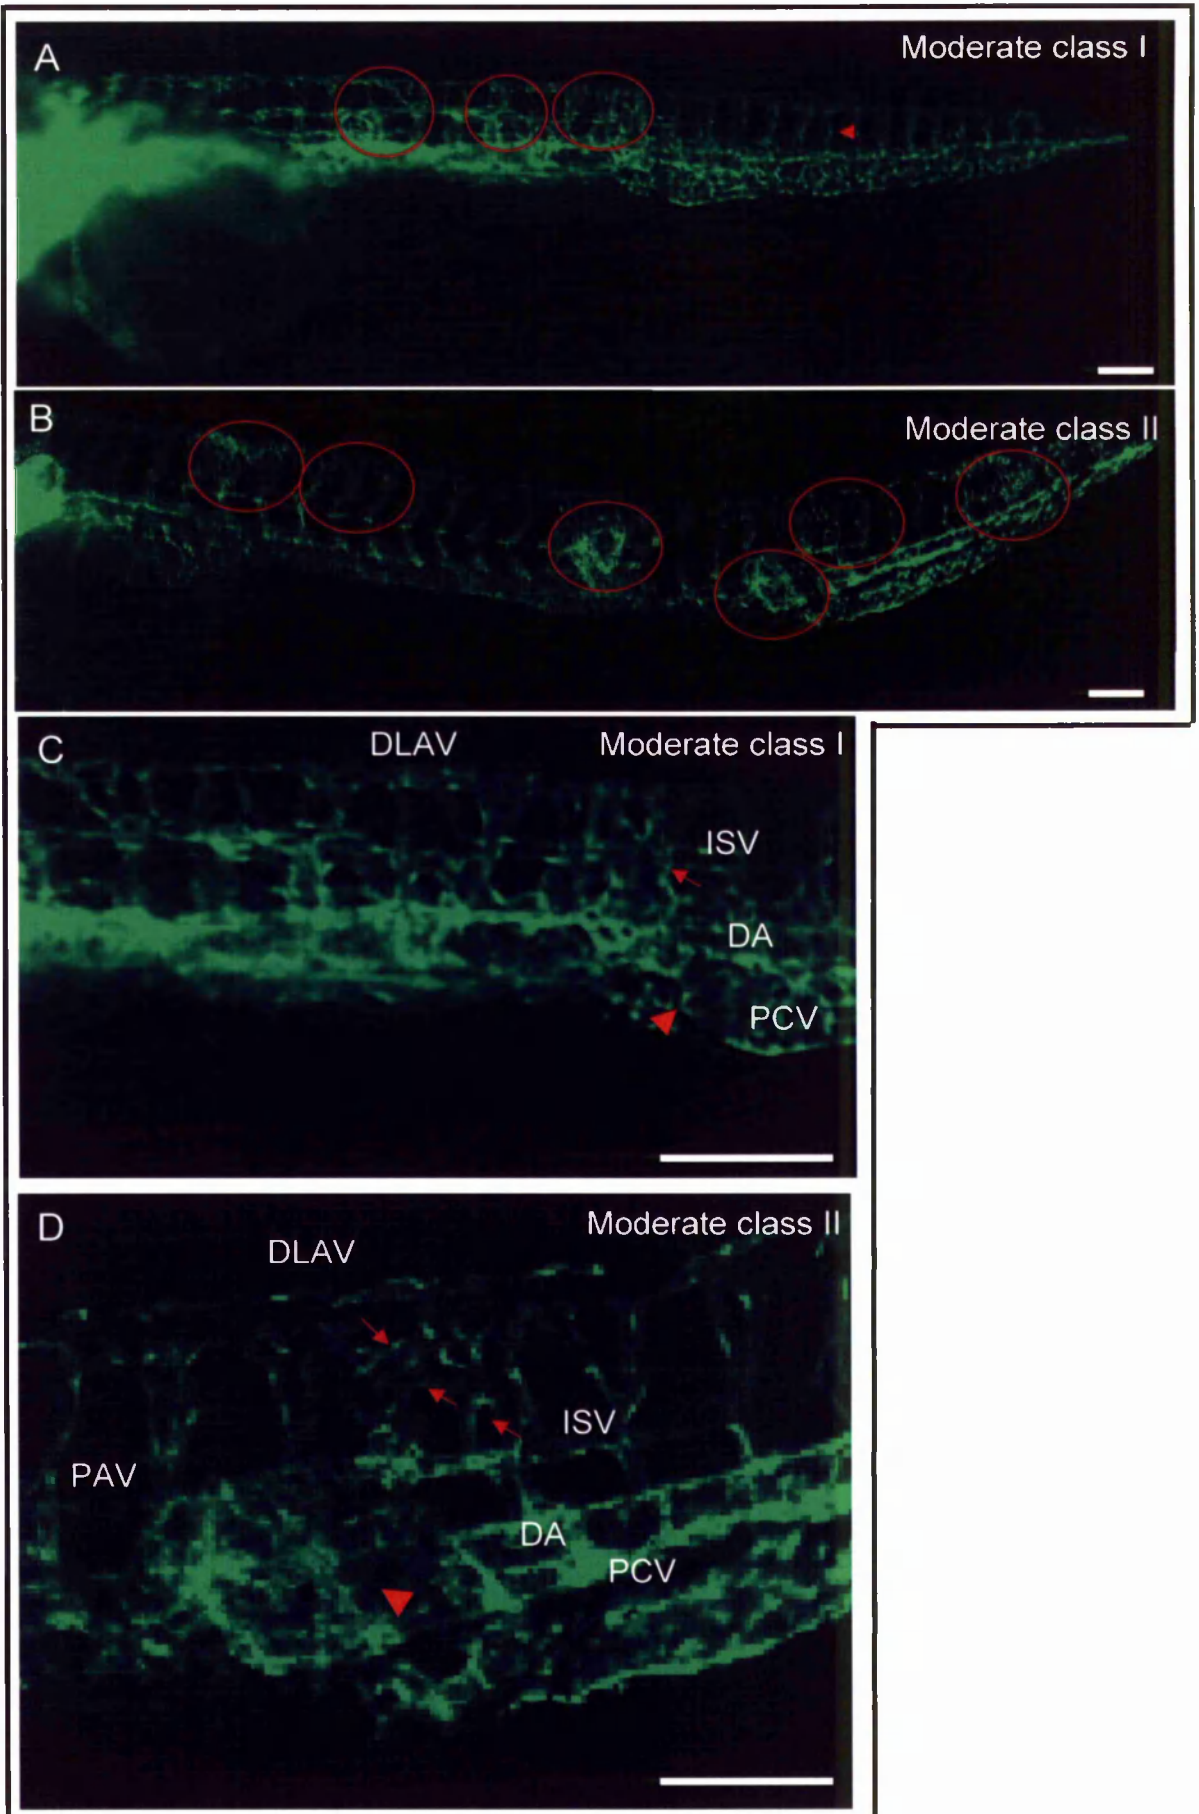 A
Moderate class I
B
Moderate class II
C
DLAV
Moderate class I
ISV
DA
PCV
D
Moderate class II
DLAV
ISV
PAV
DA
PCV